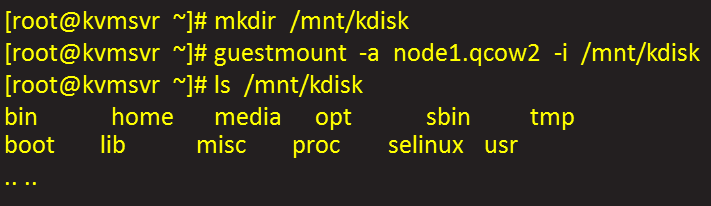 [root@kvmsvr ~]# mkdir /mnt/kdisk
[root@kvmsvr ~]# guestmount -a node1.qcow2 -i /mnt/kdisk
[root@kvmsvr ~]# ls /mnt/kdisk
bin home media opt sbin tmp
boot lib misc proc selinux usr
.. ..